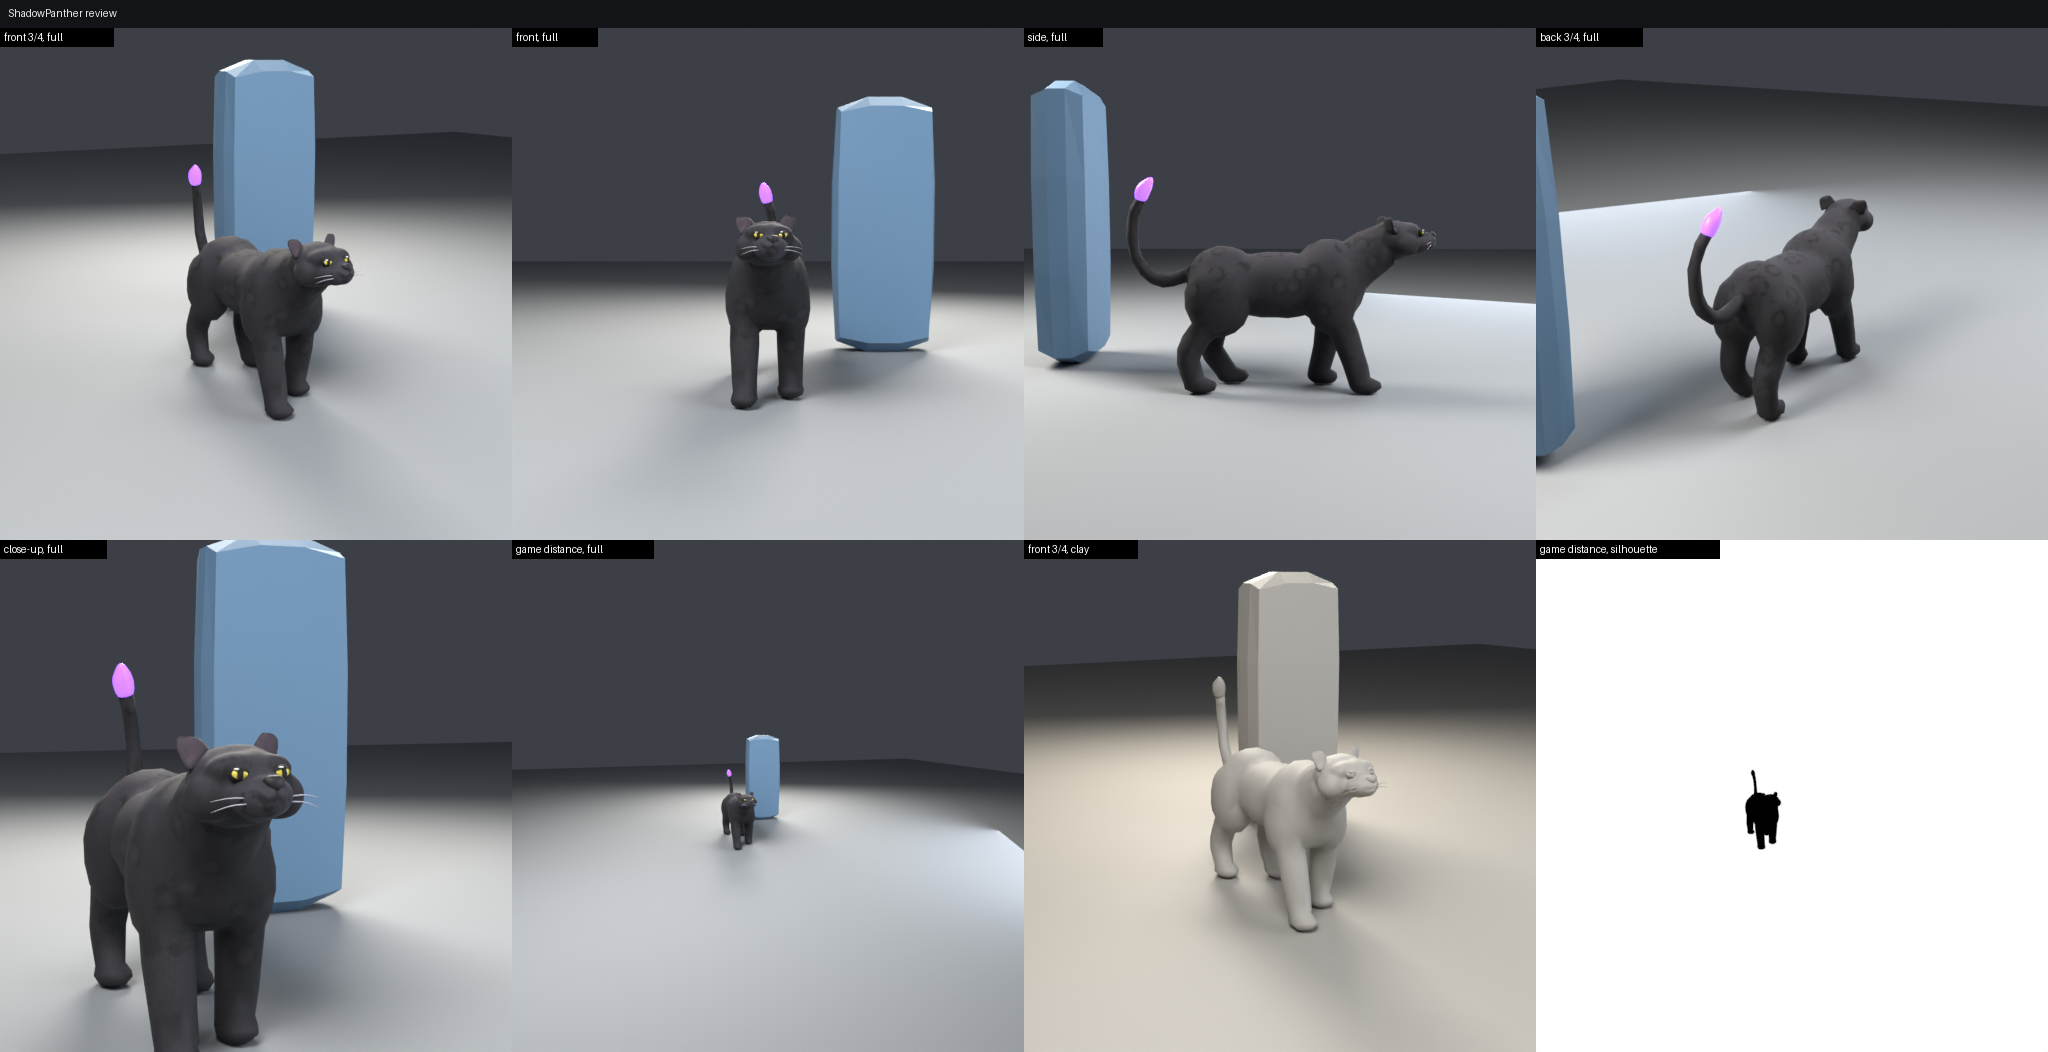 ShadowPanther review
front 3/4, full
front, full
side, full
back 3/4, full
close-up, full
game distance, full
front 3/4, clay
game distance, silhouette